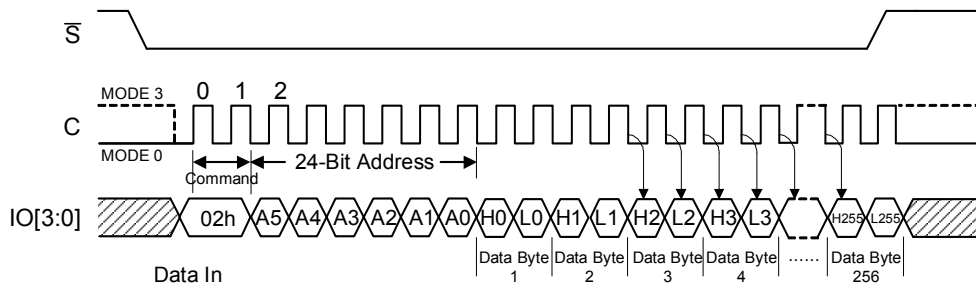 S
MODE 3
0 1 2
C
MODE 0
24-Bit Address
Command
IO[3:0]
02h A5 A4 A3 A2 A1 A0 H0 L0 H1 L1 H2 L2 H3 L3 H255 L255
Data Byte 1 Data Byte 2 Data Byte 3 Data Byte 4 ...... Data Byte 256
Data In